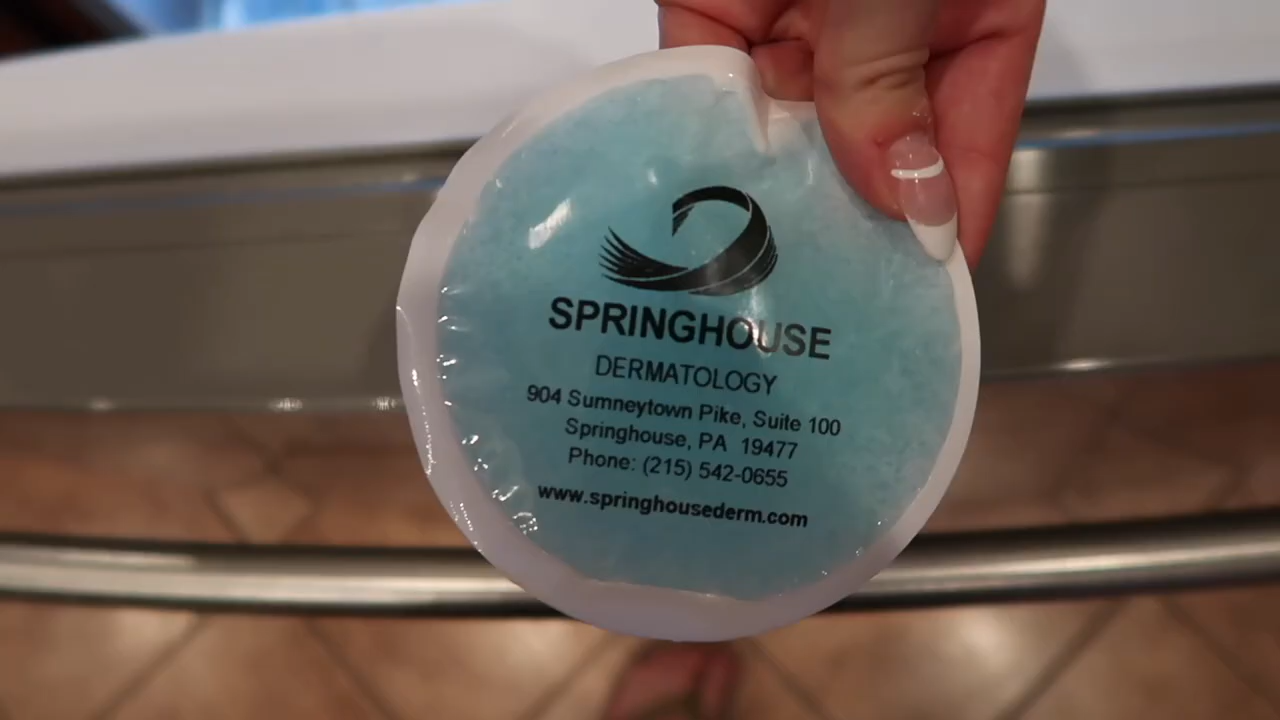 SPRINGHOUSE
DERMATOLOGY
904 Sumneytown Pike, Suite 100
Springhouse, PA 19477
Phone: (215) 542-0655
www.springhousederm.com